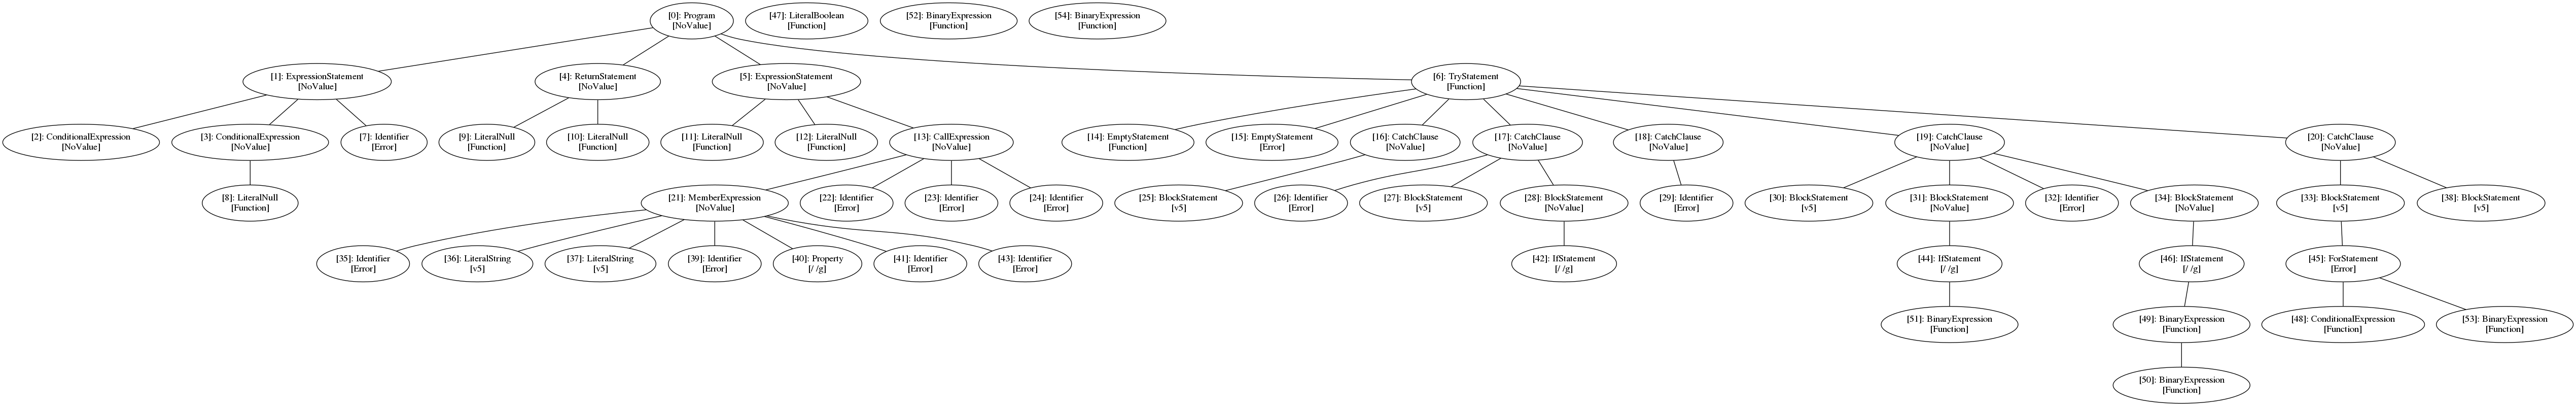 [0]: Program
[NoValue]
[47]: LiteralBoolean
[Function]
[52]: BinaryExpression
[Function]
[54]: BinaryExpression
[Function]
[1]: ExpressionStatement
[NoValue]
[4]: ReturnStatement
[NoValue]
[5]: ExpressionStatement
[NoValue]
[6]: TryStatement
[Function]
[2]: ConditionalExpression
[NoValue]
[3]: ConditionalExpression
[NoValue]
[7]: Identifier
[Error]
[9]: LiteralNull
[Function]
[10]: LiteralNull
[Function]
[11]: LiteralNull
[Function]
[12]: LiteralNull
[Function]
[13]: CallExpression
[NoValue]
[14]: EmptyStatement
[Function]
[15]: EmptyStatement
[Error]
[16]: CatchClause
[NoValue]
[17]: CatchClause
[NoValue]
[18]: CatchClause
[NoValue]
[19]: CatchClause
[NoValue]
[20]: CatchClause
[NoValue]
[8]: LiteralNull
[Function]
[21]: MemberExpression
[NoValue]
[22]: Identifier
[Error]
[23]: Identifier
[Error]
[24]: Identifier
[Error]
[25]: BlockStatement
[v5]
[26]: Identifier
[Error]
[27]: BlockStatement
[v5]
[28]: BlockStatement
[NoValue]
[29]: Identifier
[Error]
[30]: BlockStatement
[v5]
[31]: BlockStatement
[NoValue]
[32]: Identifier
[Error]
[34]: BlockStatement
[NoValue]
[33]: BlockStatement
[v5]
[38]: BlockStatement
[v5]
[35]: Identifier
[Error]
[36]: LiteralString
[v5]
[37]: LiteralString
[v5]
[39]: Identifier
[Error]
[40]: Property
[/ /g]
[41]: Identifier
[Error]
[43]: Identifier
[Error]
[42]: IfStatement
[/ /g]
[44]: IfStatement
[/ /g]
[46]: IfStatement
[/ /g]
[45]: ForStatement
[Error]
[51]: BinaryExpression
[Function]
[49]: BinaryExpression
[Function]
[48]: ConditionalExpression
[Function]
[53]: BinaryExpression
[Function]
[50]: BinaryExpression
[Function]